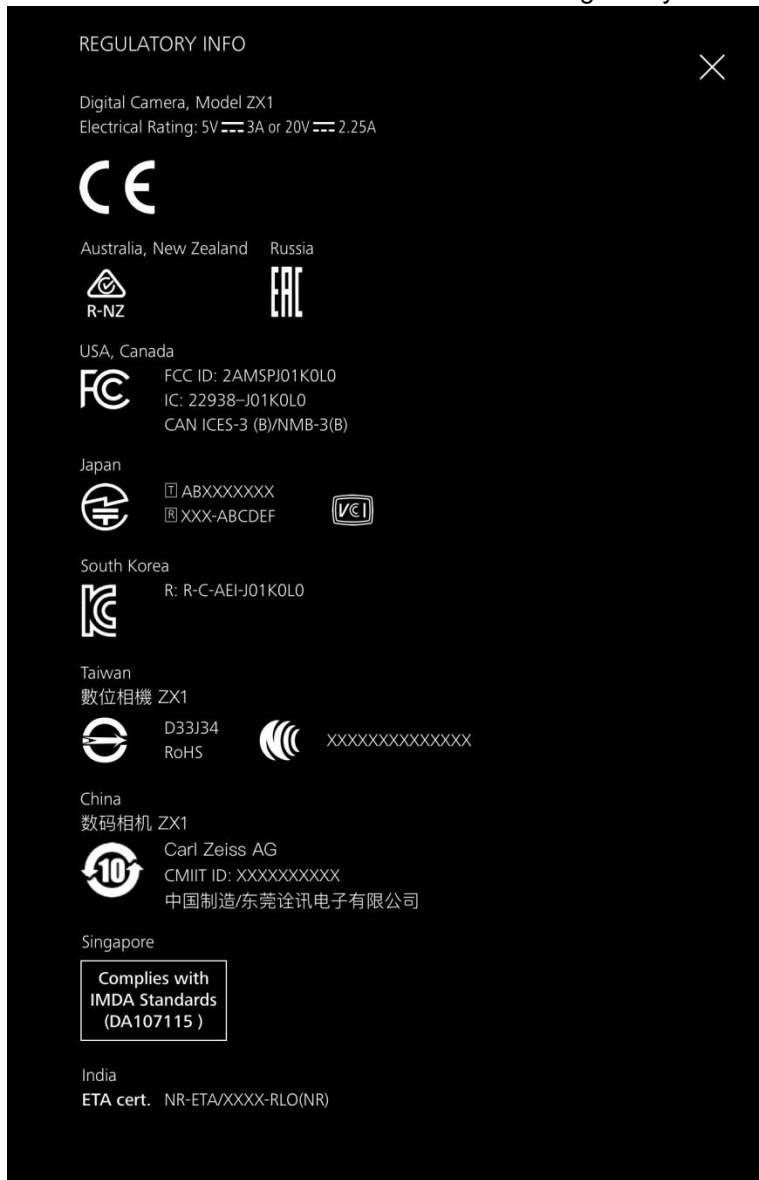 REGULATORY INFO
Digital Camera, Model ZX1
Electrical Rating: 5V ⎓ 3A or 20V ⎓ 2.25A
CE
Australia, New Zealand Russia
R-NZ EAC
USA, Canada
FC FCC ID: 2AMSPJ01K0L0
IC: 22938–J01K0L0
CAN ICES-3 (B)/NMB-3(B)
Japan
T ABXXXXXXX
R XXX-ABCDEF VCI
South Korea
KC R: R-C-AEI-J01K0L0
Taiwan
數位相機 ZX1
D33J34
RoHS XXXXXXXXXXXXXX
China
数码相机 ZX1
10 Carl Zeiss AG
CMIIT ID: XXXXXXXXXX
中国制造/东莞诠讯电子有限公司
Singapore
Complies with
IMDA Standards
(DA107115 )
India
ETA cert. NR-ETA/XXXX-RLO(NR)